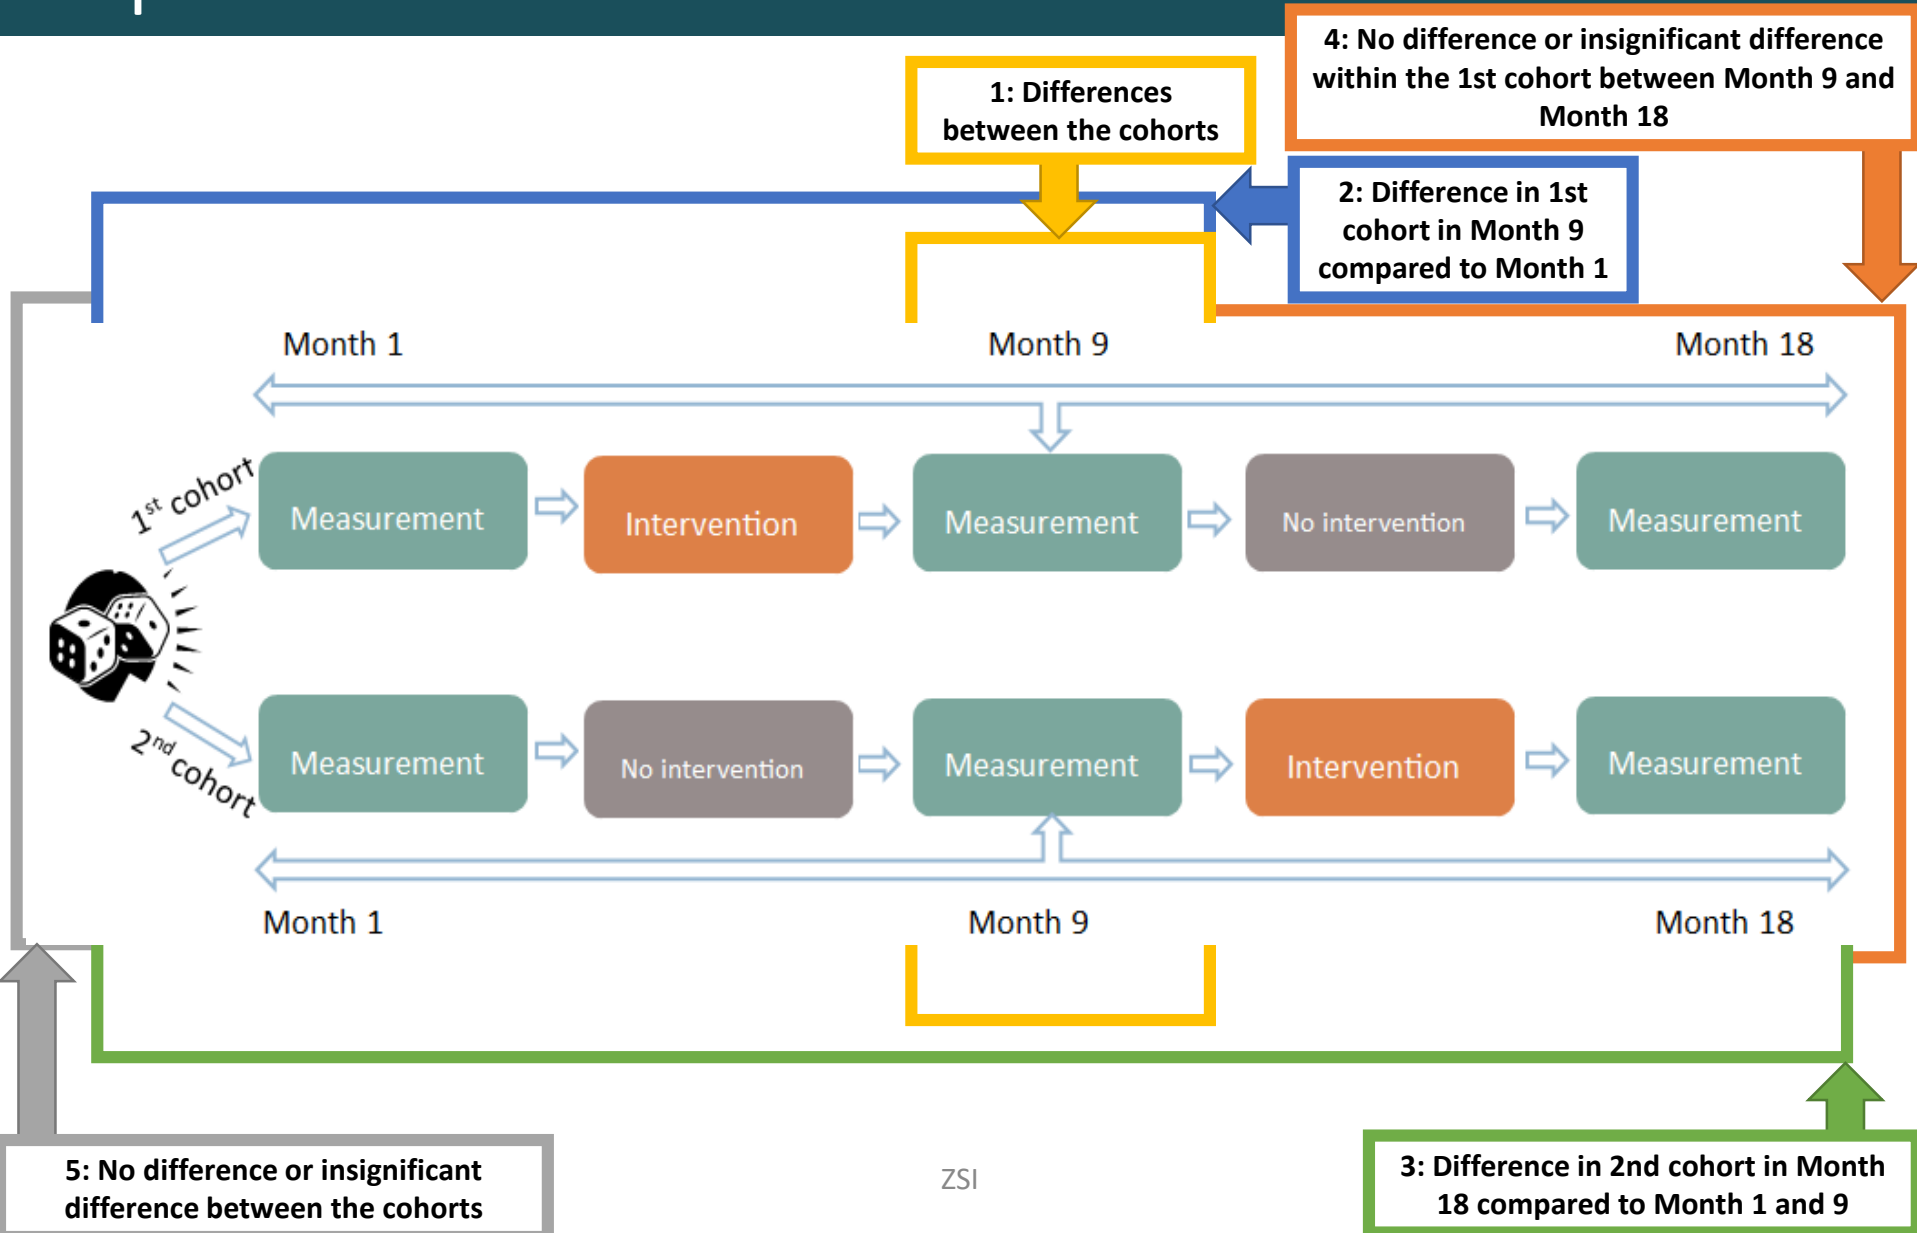 4: No difference or insignificant difference
within the 1st cohort between Month 9 and
Month 18
1: Differences
between the cohorts
2: Difference in 1st
cohort in Month 9
compared to Month 1
Month 1
Month 9
Month 18
1st cohort
Measurement
Intervention
Measurement
No intervention
Measurement
2nd cohort
Measurement
No intervention
Measurement
Intervention
Measurement
Month 1
Month 9
Month 18
5: No difference or insignificant
difference between the cohorts
ZSI
3: Difference in 2nd cohort in Month
18 compared to Month 1 and 9